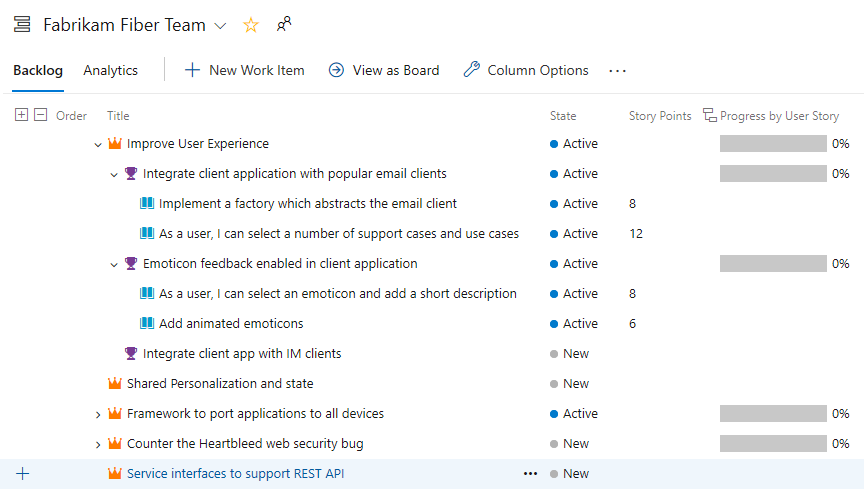 Fabrikam Fiber Team
Backlog Analytics New Work Item View as Board Column Options ...
Order Title State Story Points Progress by User Story
Improve User Experience Active 0%
Integrate client application with popular email clients Active 0%
Implement a factory which abstracts the email client Active 8
As a user, I can select a number of support cases and use cases Active 12
Emoticon feedback enabled in client application Active 0%
As a user, I can select an emoticon and add a short description Active 8
Add animated emoticons Active 6
Integrate client app with IM clients New
Shared Personalization and state New
Framework to port applications to all devices Active 0%
Counter the Heartbleed web security bug New 0%
Service interfaces to support REST API ... New